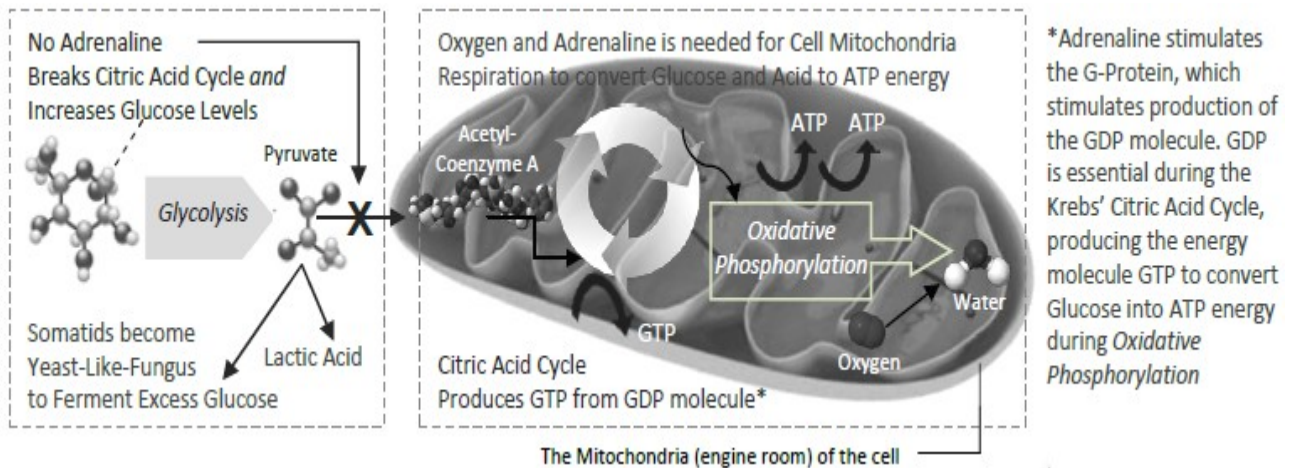 No Adrenaline
Breaks Citric Acid Cycle and
Increases Glucose Levels
Glycolysis
Pyruvate
X
Somatids become
Yeast-Like-Fungus
to Ferment Excess Glucose
Lactic Acid
Oxygen and Adrenaline is needed for Cell Mitochondria
Respiration to convert Glucose and Acid to ATP energy
Acetyl-
Coenzyme A
ATP ATP
Oxidative
Phosphorylation
Water
Oxygen
GTP
Citric Acid Cycle
Produces GTP from GDP molecule*
The Mitochondria (engine room) of the cell
*Adrenaline stimulates
the G-Protein, which
stimulates production of
the GDP molecule. GDP
is essential during the
Krebs' Citric Acid Cycle,
producing the energy
molecule GTP to convert
Glucose into ATP energy
during Oxidative
Phosphorylation